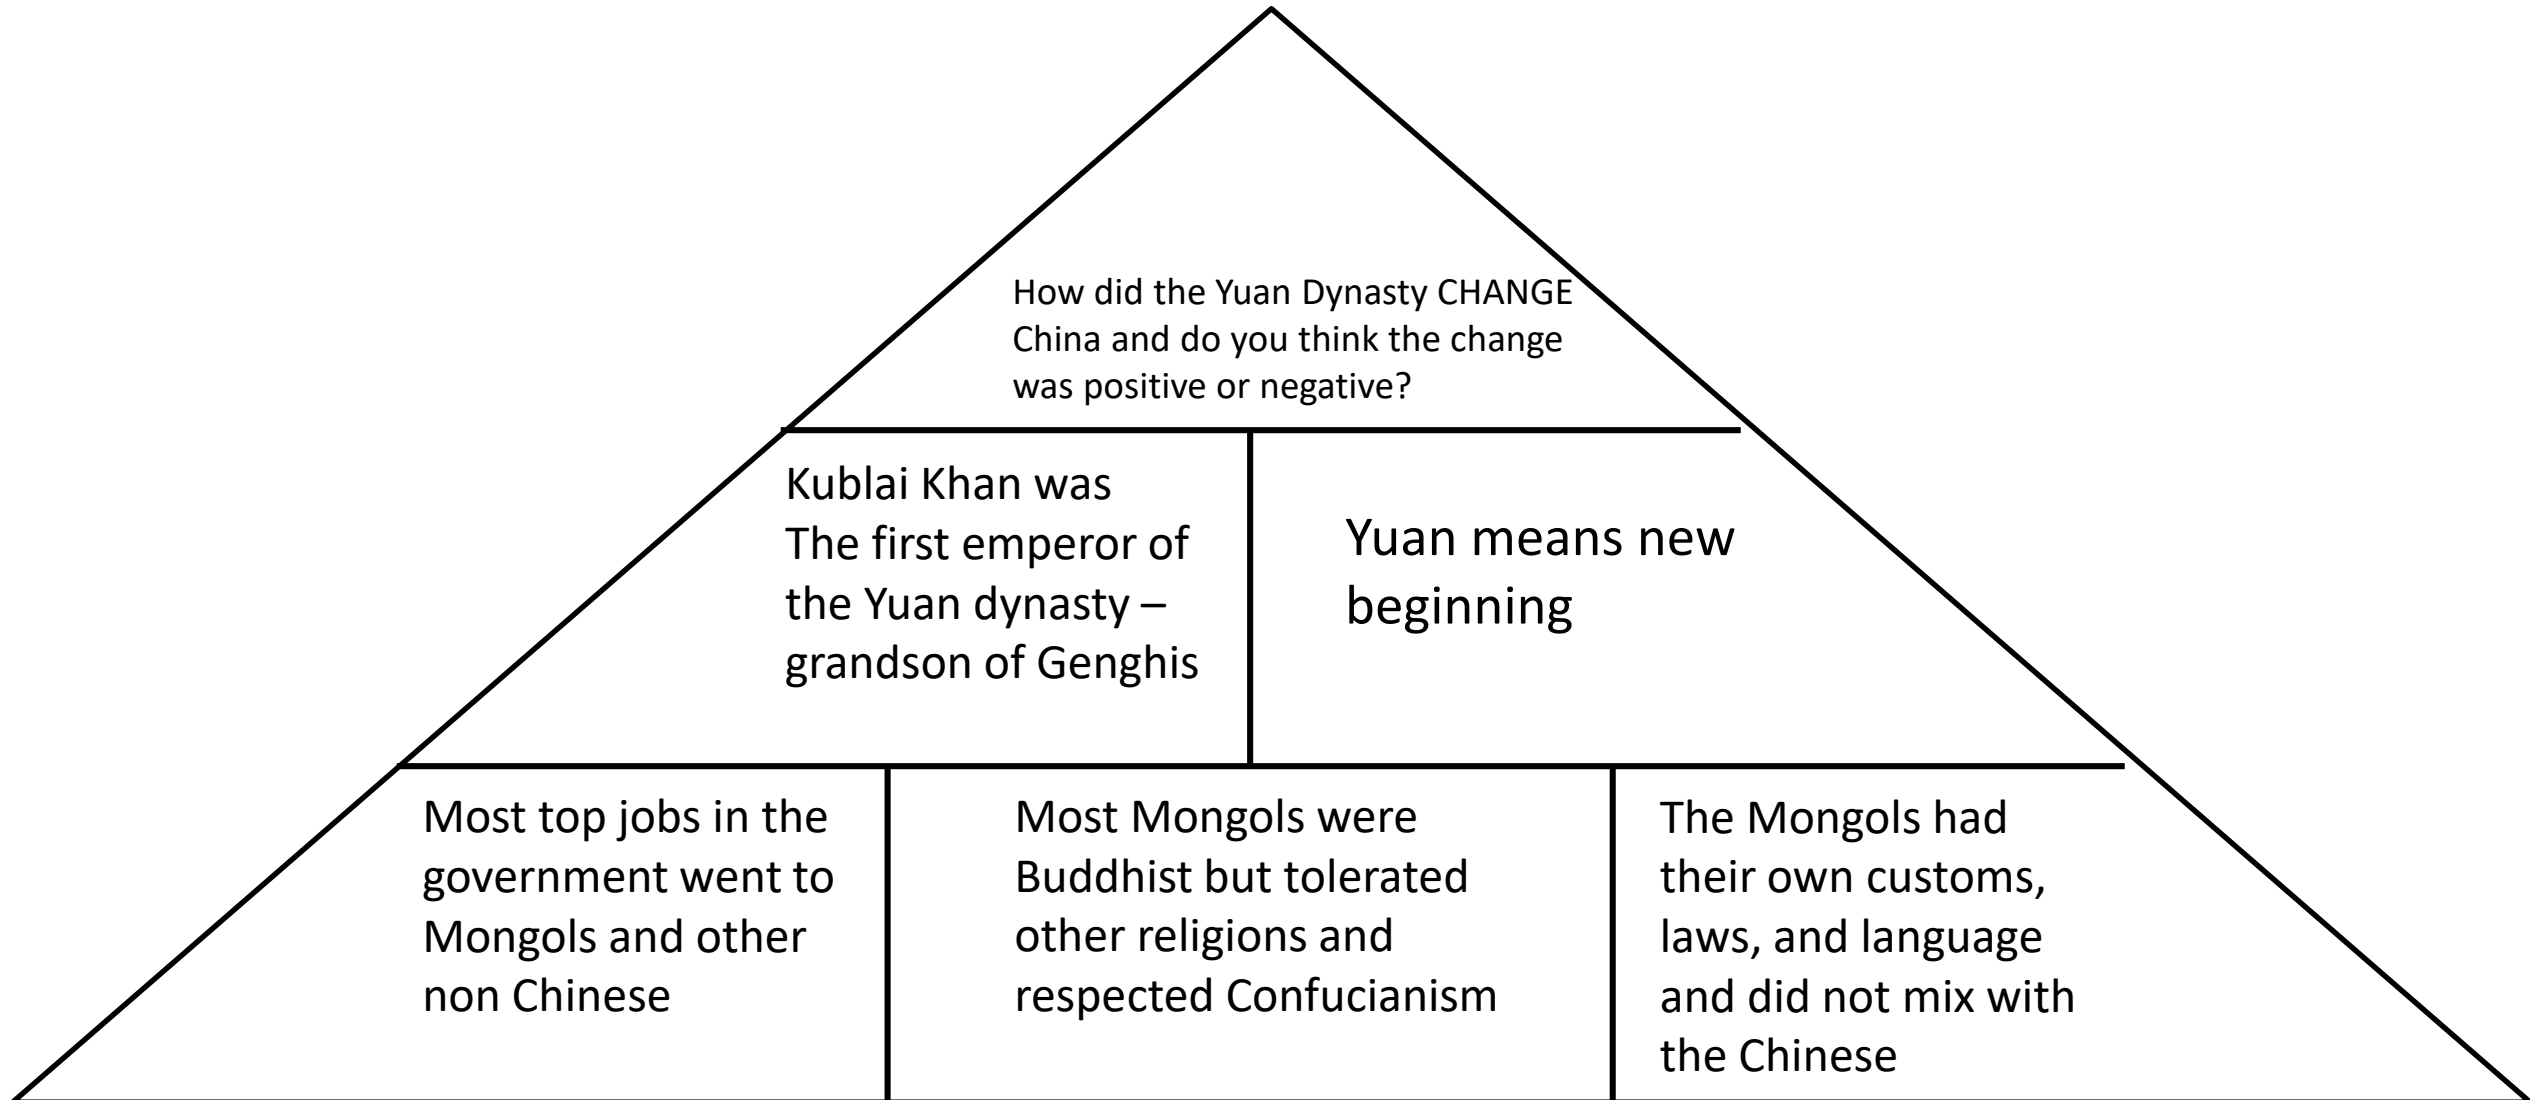 How did the Yuan Dynasty CHANGE
China and do you think the change
was positive or negative?
Kublai Khan was
The first emperor of
the Yuan dynasty –
grandson of Genghis
Yuan means new
beginning
Most top jobs in the
government went to
Mongols and other
non Chinese
Most Mongols were
Buddhist but tolerated
other religions and
respected Confucianism
The Mongols had
their own customs,
laws, and language
and did not mix with
the Chinese